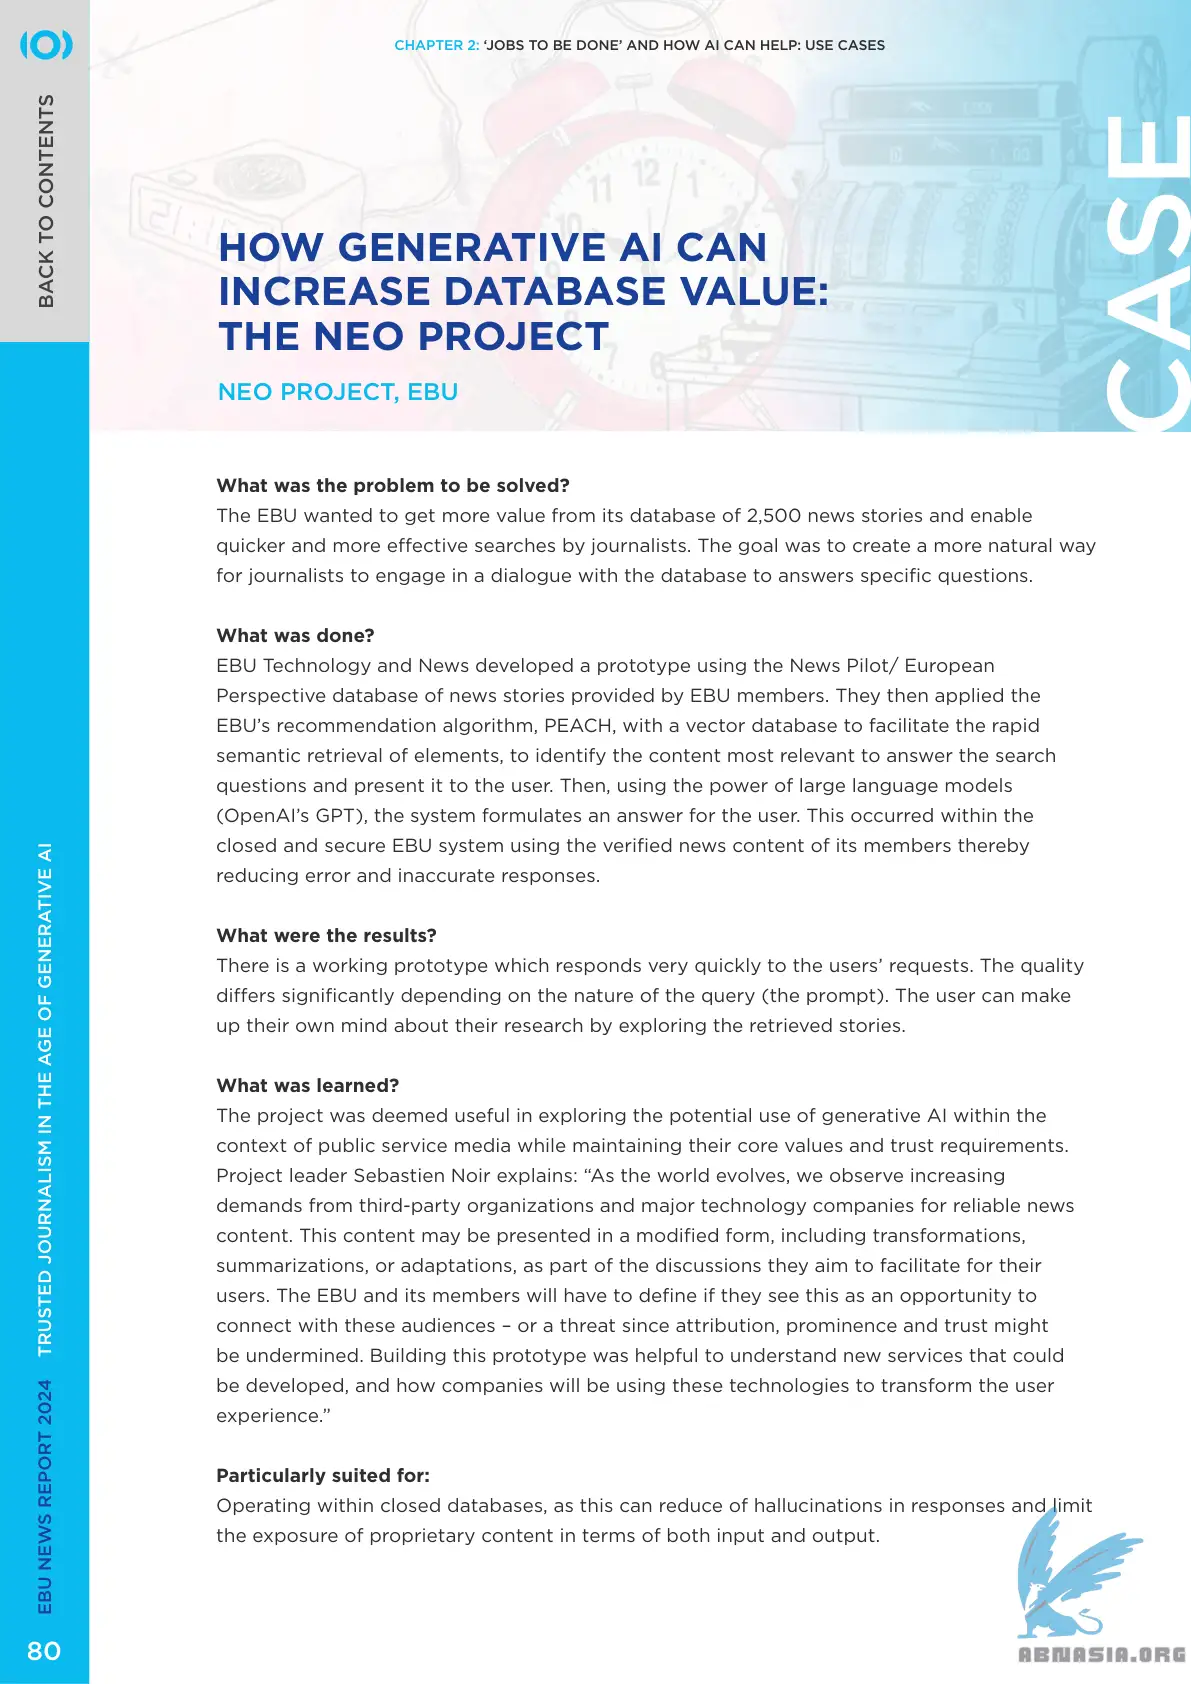 CHAPTER 2: ‘JOBS TO BE DONE’ AND HOW AI CAN HELP: USE CASES
BACK TO CONTENTS
CASE
HOW GENERATIVE AI CAN
INCREASE DATABASE VALUE:
THE NEO PROJECT
NEO PROJECT, EBU
What was the problem to be solved?
The EBU wanted to get more value from its database of 2,500 news stories and enable
quicker and more effective searches by journalists. The goal was to create a more natural way
for journalists to engage in a dialogue with the database to answers specific questions.
What was done?
EBU Technology and News developed a prototype using the News Pilot/ European
Perspective database of news stories provided by EBU members. They then applied the
EBU’s recommendation algorithm, PEACH, with a vector database to facilitate the rapid
semantic retrieval of elements, to identify the content most relevant to answer the search
questions and present it to the user. Then, using the power of large language models
(OpenAI’s GPT), the system formulates an answer for the user. This occurred within the
closed and secure EBU system using the verified news content of its members thereby
reducing error and inaccurate responses.
What were the results?
There is a working prototype which responds very quickly to the users’ requests. The quality
differs significantly depending on the nature of the query (the prompt). The user can make
up their own mind about their research by exploring the retrieved stories.
What was learned?
The project was deemed useful in exploring the potential use of generative AI within the
context of public service media while maintaining their core values and trust requirements.
Project leader Sebastien Noir explains: “As the world evolves, we observe increasing
demands from third-party organizations and major technology companies for reliable news
content. This content may be presented in a modified form, including transformations,
summarizations, or adaptations, as part of the discussions they aim to facilitate for their
users. The EBU and its members will have to define if they see this as an opportunity to
connect with these audiences – or a threat since attribution, prominence and trust might
be undermined. Building this prototype was helpful to understand new services that could
be developed, and how companies will be using these technologies to transform the user
experience.”
Particularly suited for:
Operating within closed databases, as this can reduce of hallucinations in responses and limit
the exposure of proprietary content in terms of both input and output.
EBU NEWS REPORT 2024 TRUSTED JOURNALISM IN THE AGE OF GENERATIVE AI
80
ABNASIA.ORG